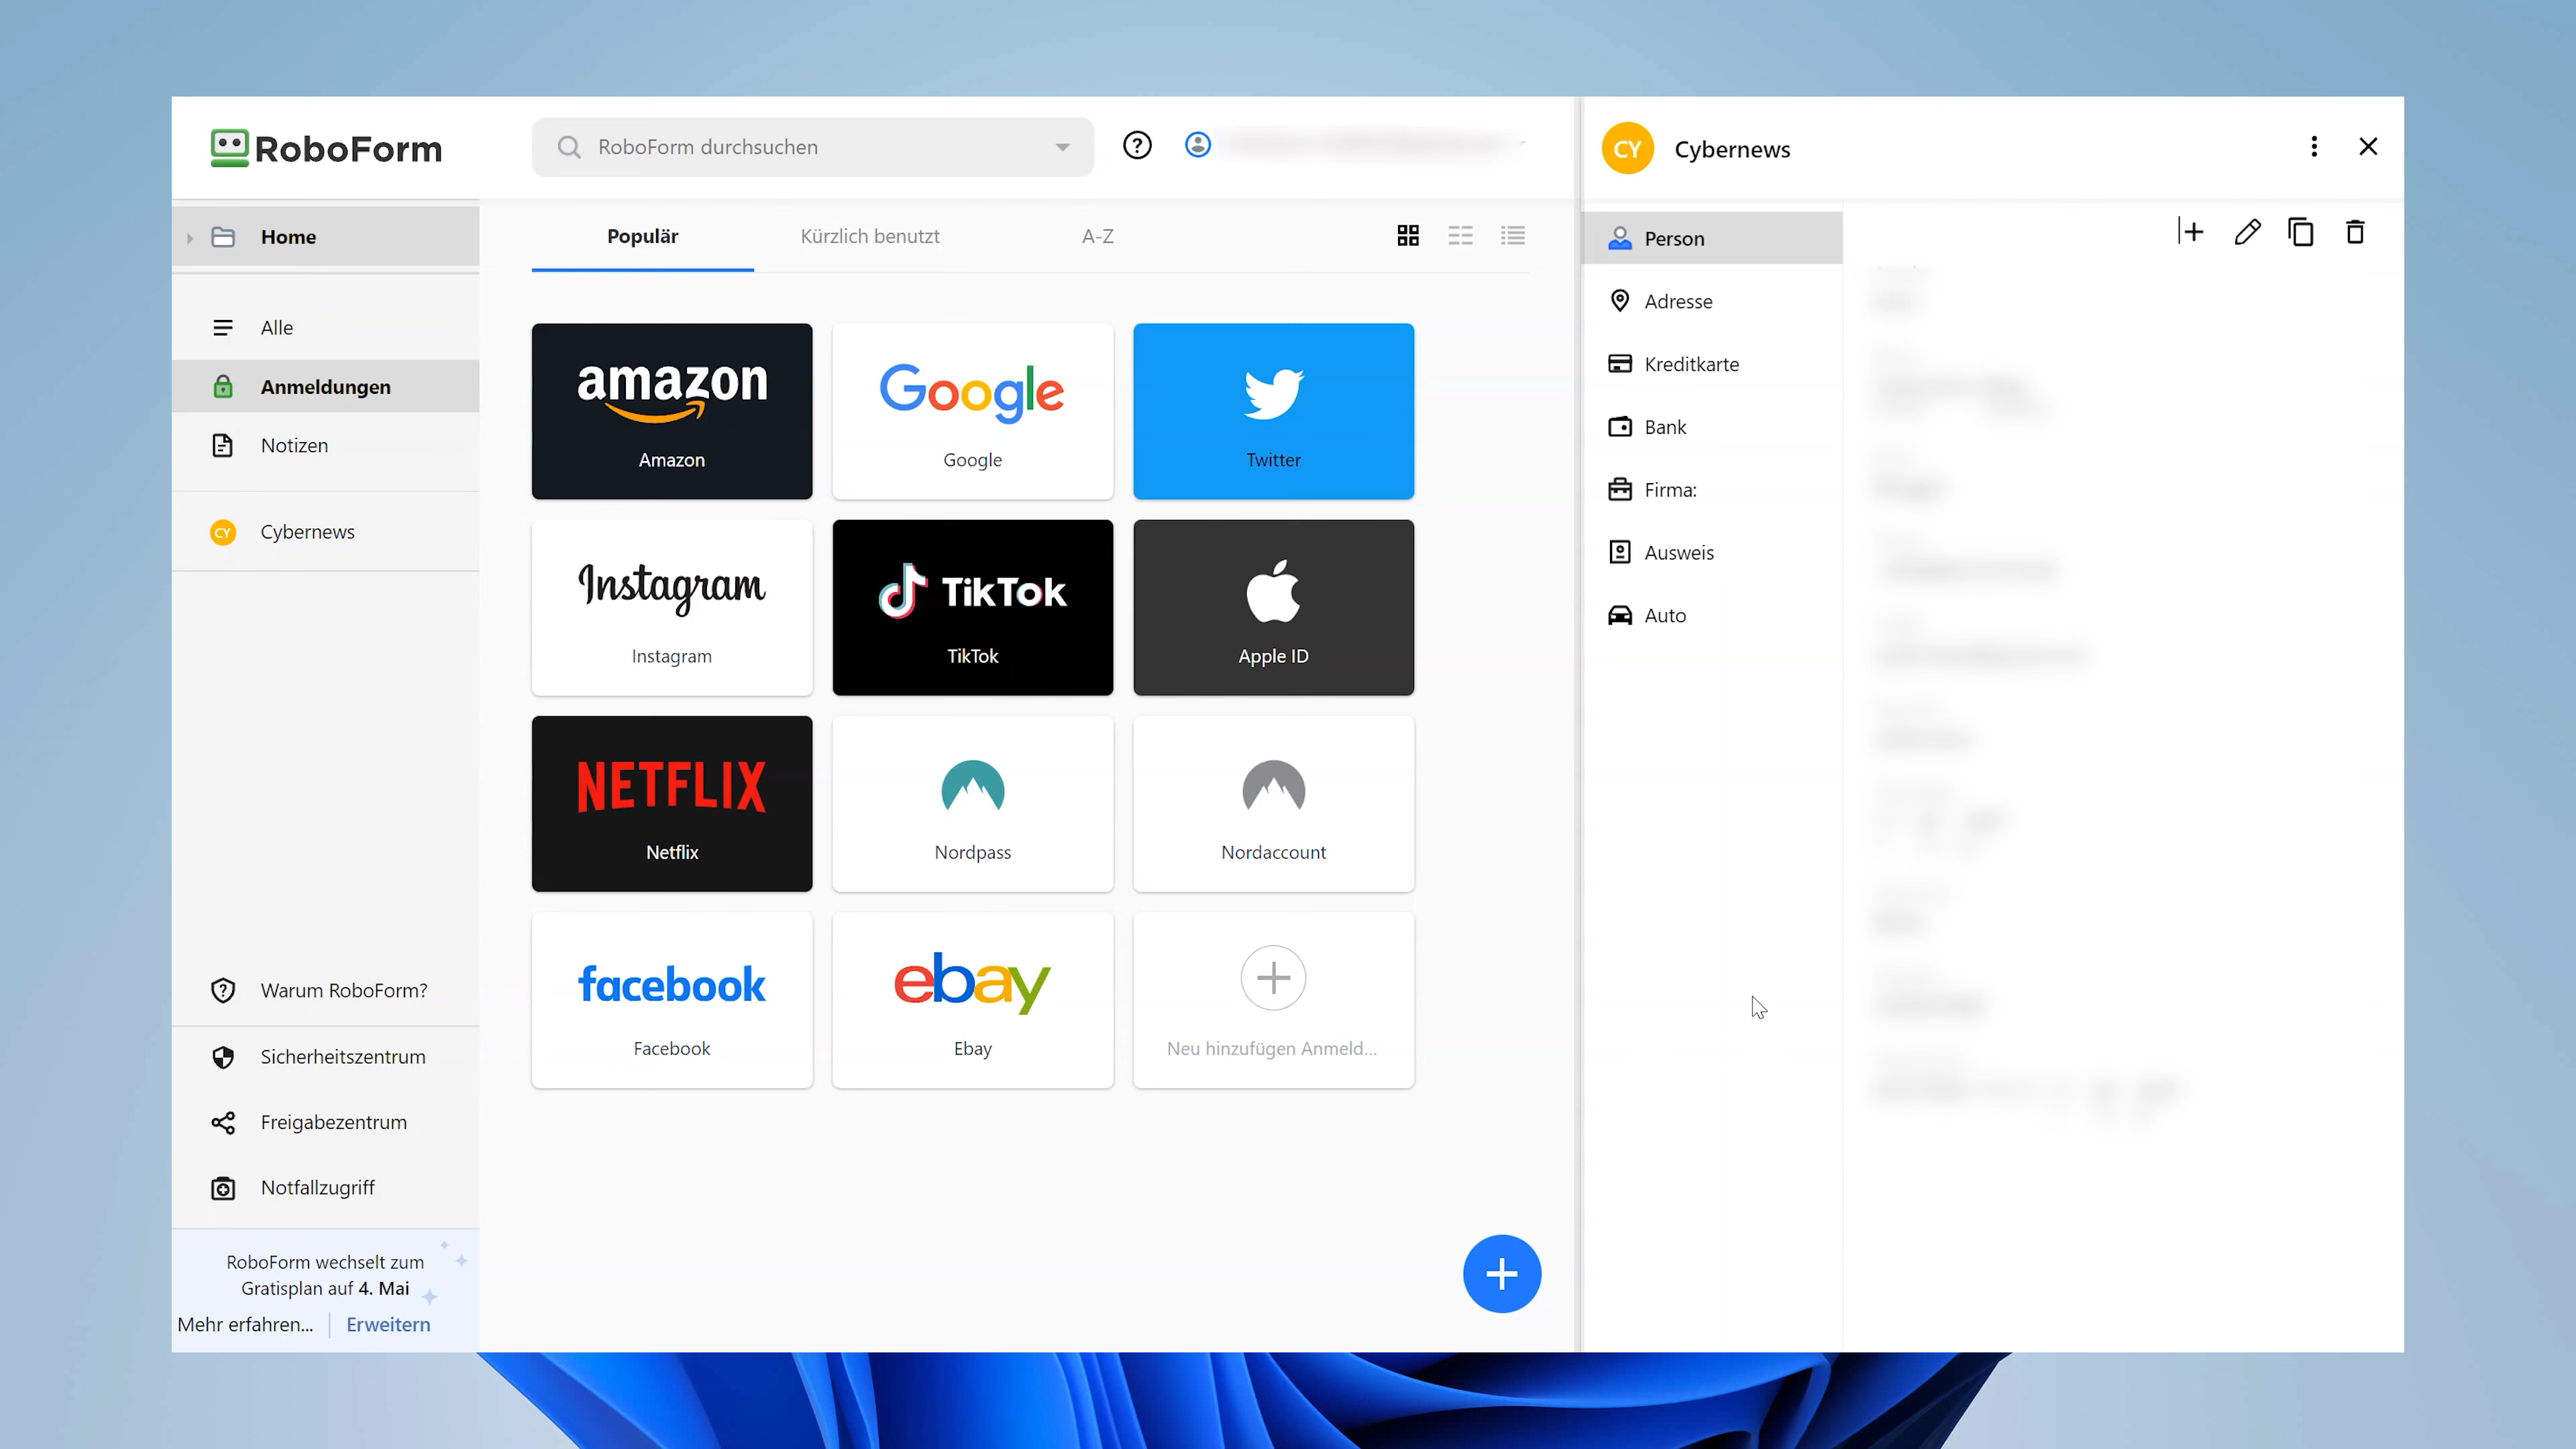 RoboForm
RoboForm durchsuchen
CY Cybernews
Home
Alle
Anmeldungen
Notizen
CY Cybernews
Warum RoboForm?
Sicherheitszentrum
Freigabezentrum
Notfallzugriff
RoboForm wechselt zum
Gratisplan auf 4. Mai
Mehr erfahren... Erweitern
Populär Kürzlich benutzt A-Z
amazon
Amazon
Google
Google
Twitter
Instagram
Instagram
TikTok
TikTok
Apple ID
NETFLIX
Netflix
Nordpass
Nordaccount
facebook
Facebook
ebay
Ebay
Neu hinzufügen Anmeld...
Person
Adresse
Kreditkarte
Bank
Firma:
Ausweis
Auto